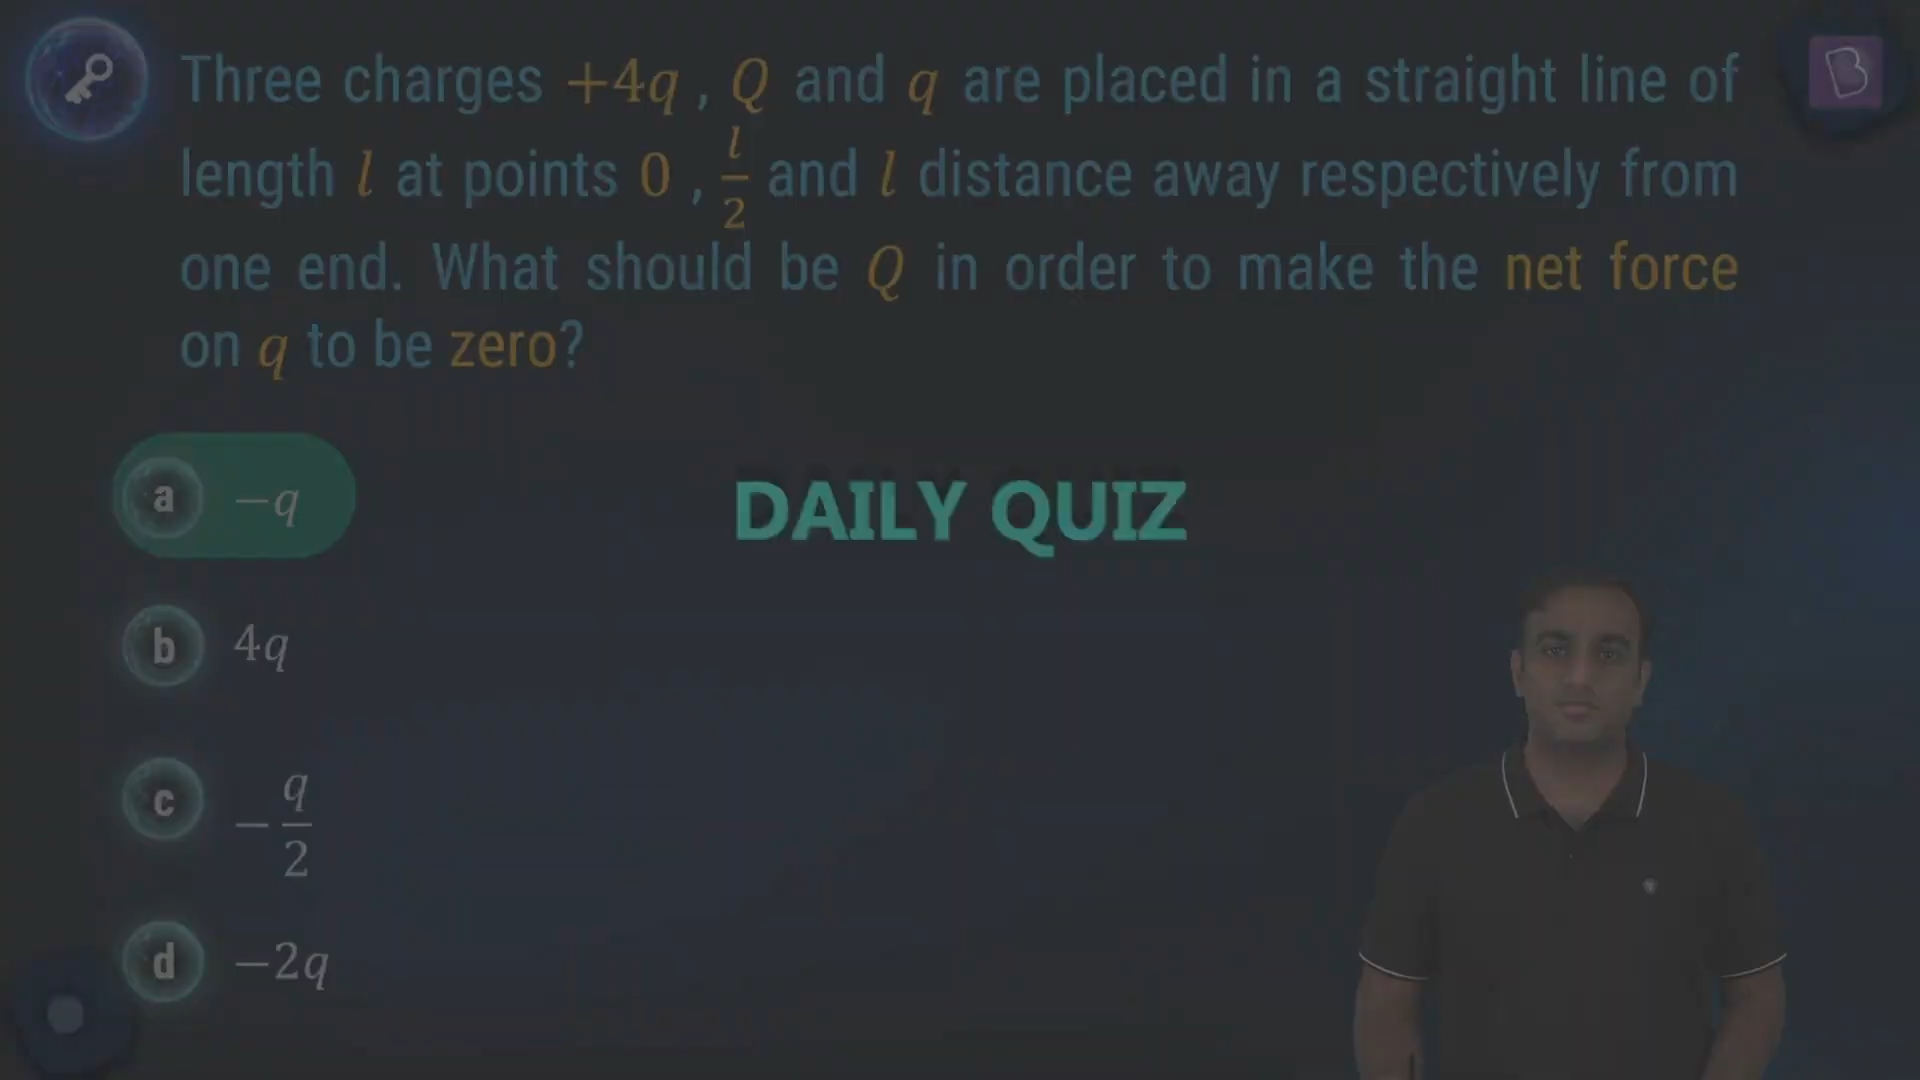 Three charges +4q , Q and q are placed in a straight line of
length l at points 0 , l/2 and l distance away respectively from
one end. What should be Q in order to make the net force
on q to be zero?
a −q
DAILY QUIZ
b 4q
c −q/2
d −2q
B